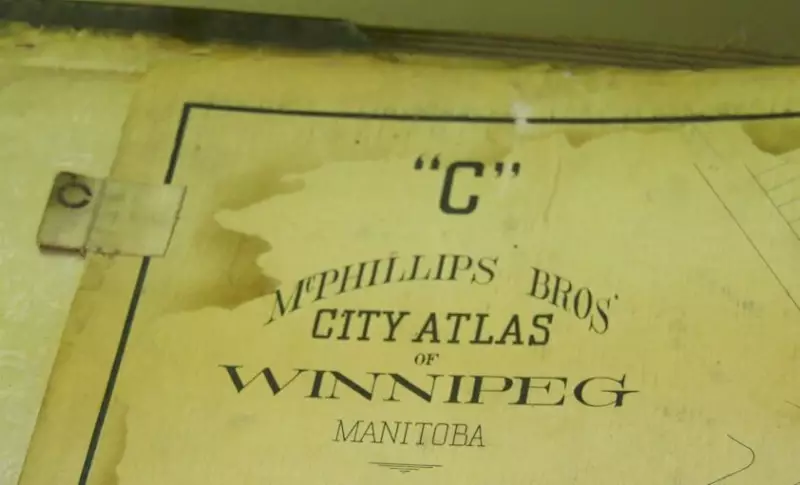 "C"
C
McPHILLIPS BROS'
CITY ATLAS
OF
WINNIPEG
MANITOBA